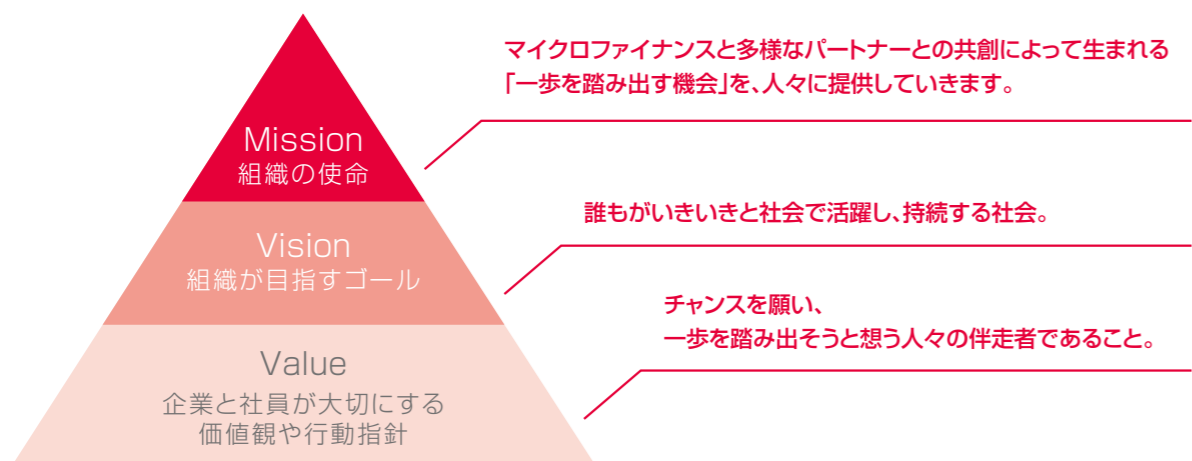 マイクロファイナンスと多様なパートナーとの共創によって生まれる
「一歩を踏み出す機会」を、人々に提供していきます。
Mission
組織の使命
誰もがいきいきと社会で活躍し、持続する社会。
Vision
組織が目指すゴール
チャンスを願い、
一歩を踏み出そうと想う人々の伴走者であること。
Value
企業と社員が大切にする
価値観や行動指針